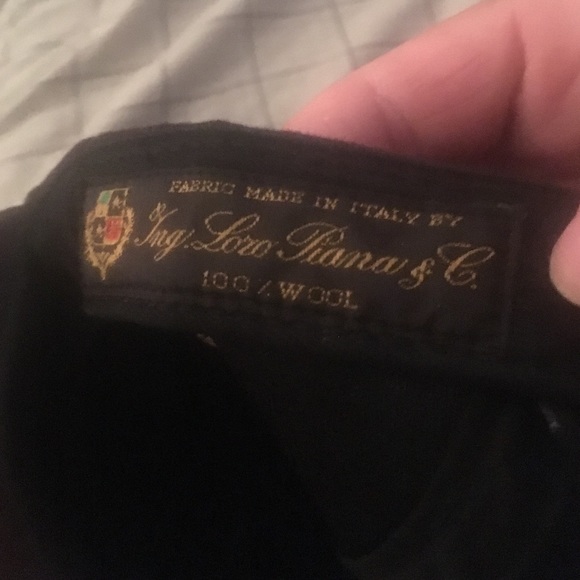 FABRIC MADE IN ITALY BY
Ing. Loro Piana & C.
100% WOOL